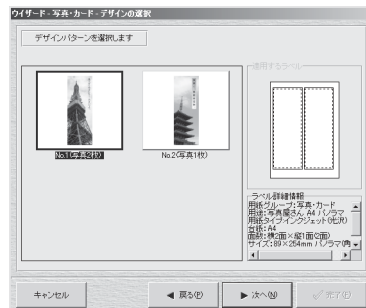 ウィザード - 写真・カード - デザインの選択
デザインパターンを選択します
No.1(写真2枚)
No.2(写真1枚)
適用するラベル
ラベル詳細情報
用紙グループ:写真・カード
用途:写真屋さん A4 パノラマ
用紙タイプ:インクジェット(光沢)
台紙:A4
面数:横2面×縦1面(2面)
サイズ:89×254mm パノラマ(角
キャンセル
◀ 戻る(P)
▶ 次へ(N)
完了(F)